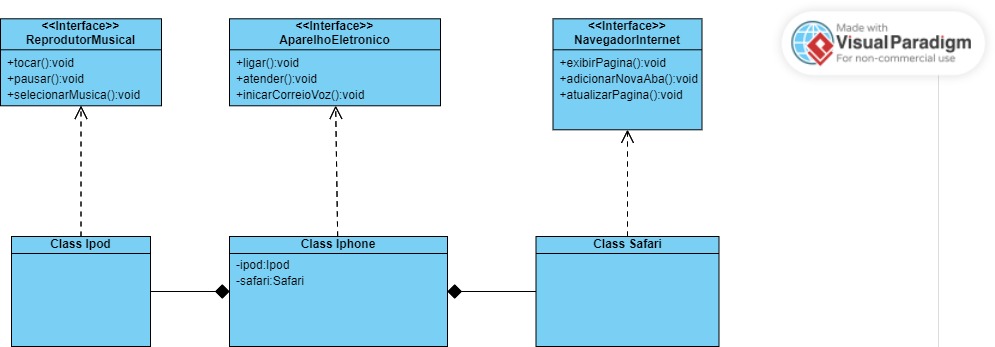 <<Interface>>
ReprodutorMusical
+tocar():void
+pausar():void
+selecionarMusica():void
<<Interface>>
AparelhoEletronico
+ligar():void
+atender():void
+inicarCorreioVoz():void
<<Interface>>
NavegadorInternet
+exibirPagina():void
+adicionarNovaAba():void
+atualizarPagina():void
Made with
VisualParadigm
For non-commercial use
Class Ipod
Class Iphone
-ipod:Ipod
-safari:Safari
Class Safari